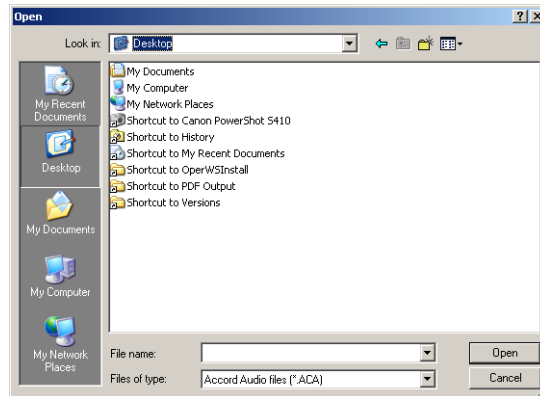 Open
Look in:
Desktop
My Recent
Documents
Desktop
My Documents
My Computer
My Network
Places
My Documents
My Computer
My Network Places
Shortcut to Canon PowerShot S410
Shortcut to History
Shortcut to My Recent Documents
Shortcut to OperWSInstall
Shortcut to PDF Output
Shortcut to Versions
File name:
Open
Files of type:
Accord Audio files (*.ACA)
Cancel